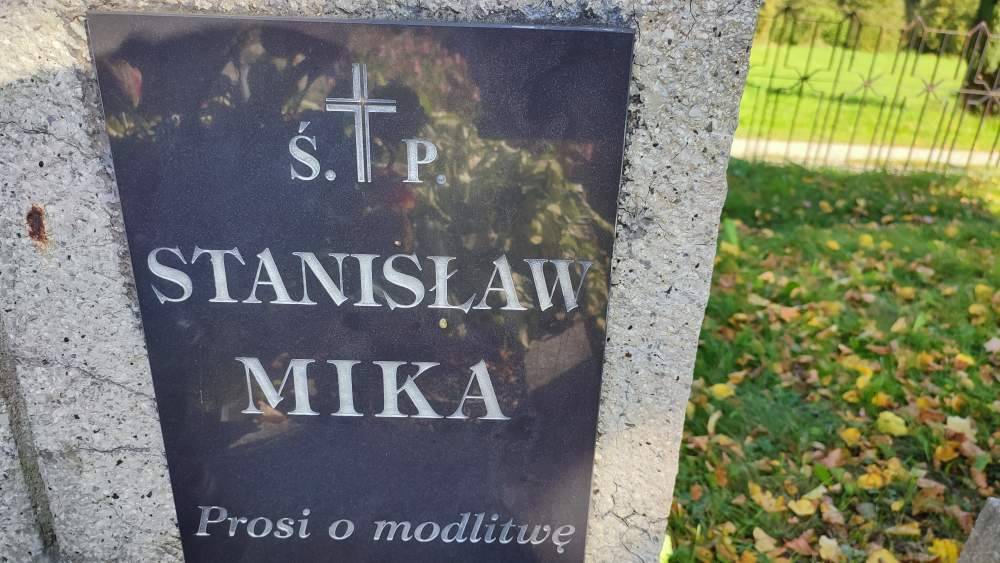 Ś. P.
STANISŁAW
MIKA
Prosi o modlitwę